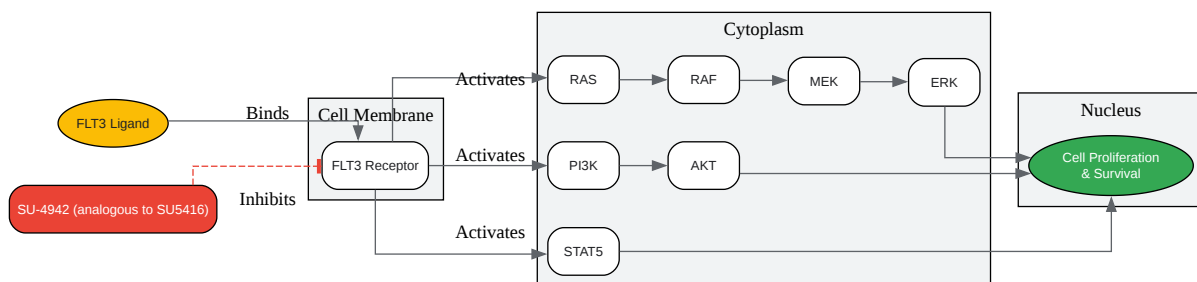 Cytoplasm
Activates
RAS
RAF
MEK
ERK
Binds
Cell Membrane
Nucleus
FLT3 Ligand
FLT3 Receptor
Activates
PI3K
AKT
Cell Proliferation
& Survival
SU-4942 (analogous to SU5416)
Inhibits
Activates
STAT5